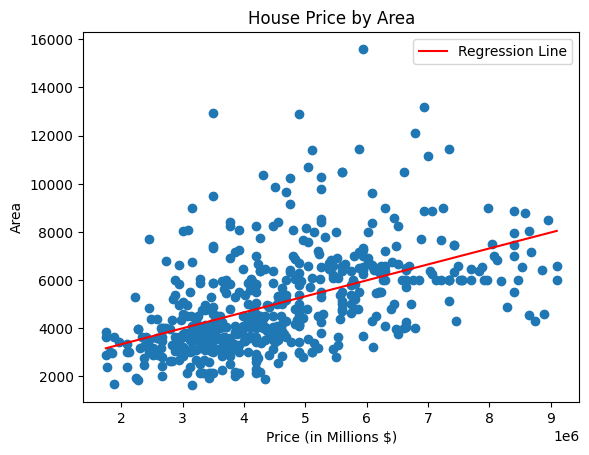 House Price by Area
Regression Line
16000
14000
12000
10000
8000
6000
4000
2000
Area
2 3 4 5 6 7 8 9
1e6
Price (in Millions $)